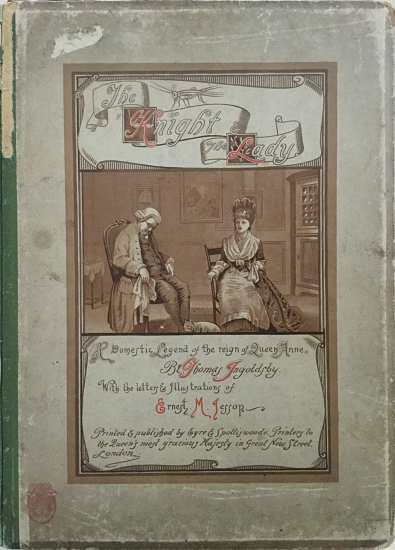 The
Knight &
The Lady.
A Domestic Legend of the reign of Queen Anne.
By Thomas Ingoldsby.
With the letters & Illustrations of
Ernest M. Jessop
Printed & published by Eyre & Spottiswoode Printers to
the Queen's most gracious Majesty in Great New Street
London